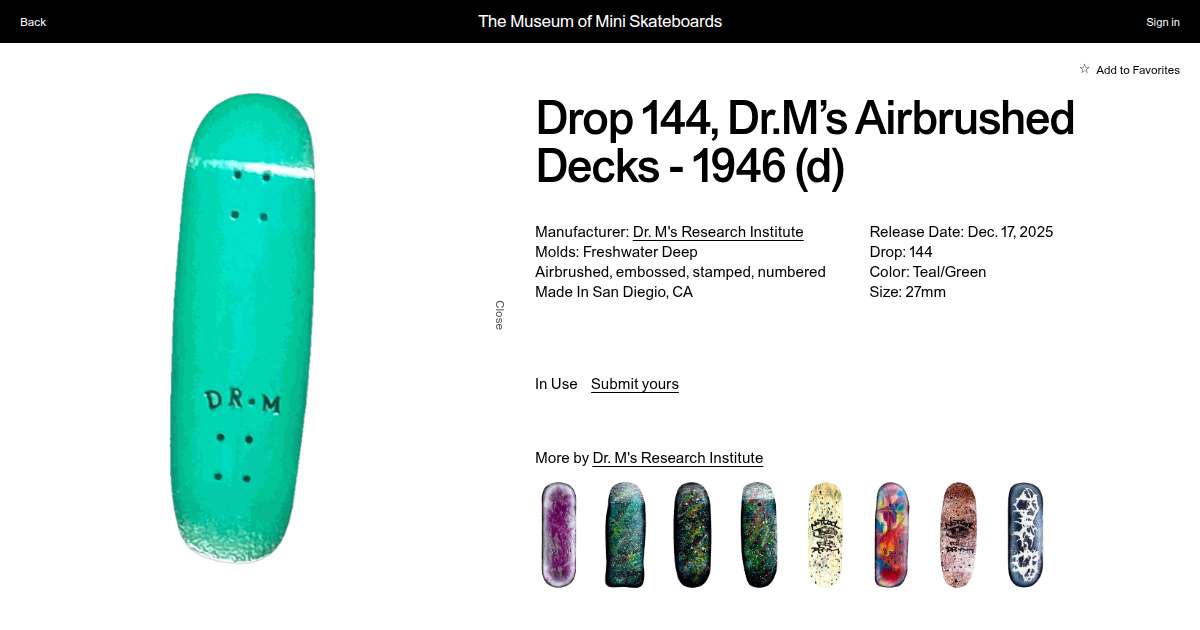 Back
The Museum of Mini Skateboards
Sign in
☆ Add to Favorites
Drop 144, Dr.M’s Airbrushed
Decks - 1946 (d)
Manufacturer: Dr. M's Research Institute
Molds: Freshwater Deep
Airbrushed, embossed, stamped, numbered
Made In San Diegio, CA
Release Date: Dec. 17, 2025
Drop: 144
Color: Teal/Green
Size: 27mm
Close
DR•M
In Use Submit yours
More by Dr. M's Research Institute